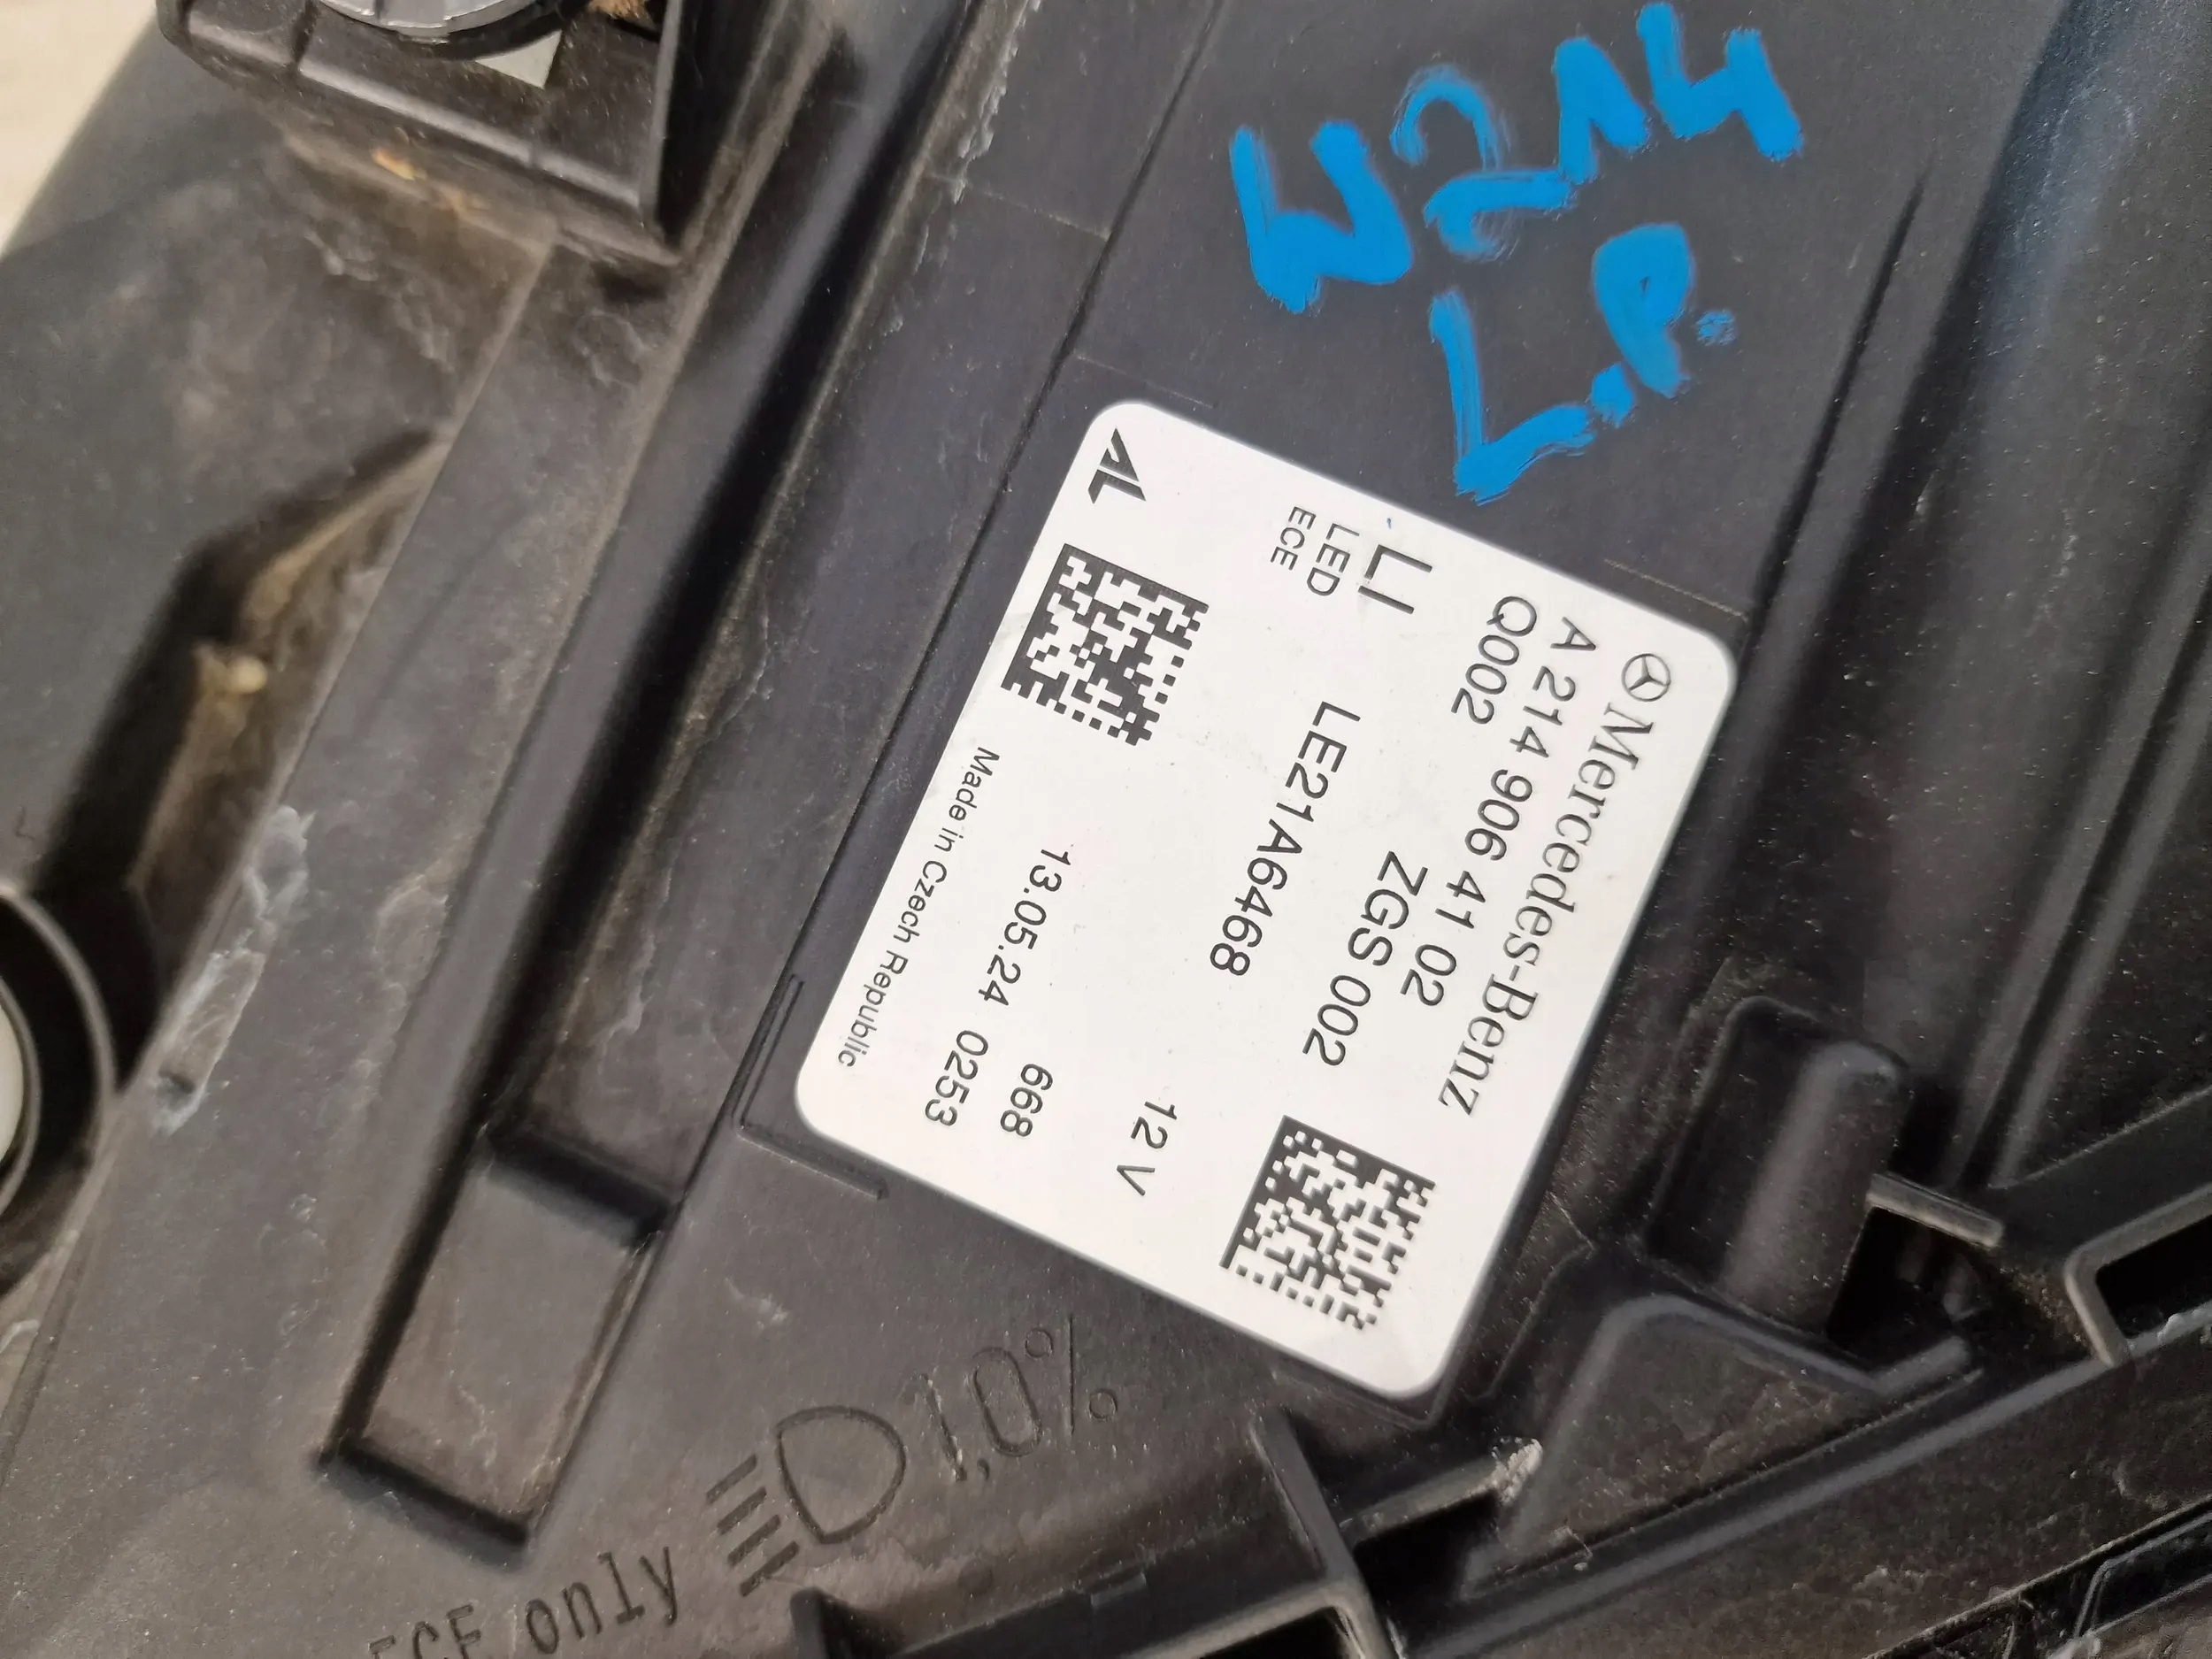 Mercedes-Benz
A 214 906 41 02
Q002
ZGS 002
LI
LED
ECE
LE21A6468
12 V
AL
668
13.05.24 0253
Made in Czech Republic
1,0%
ECE only